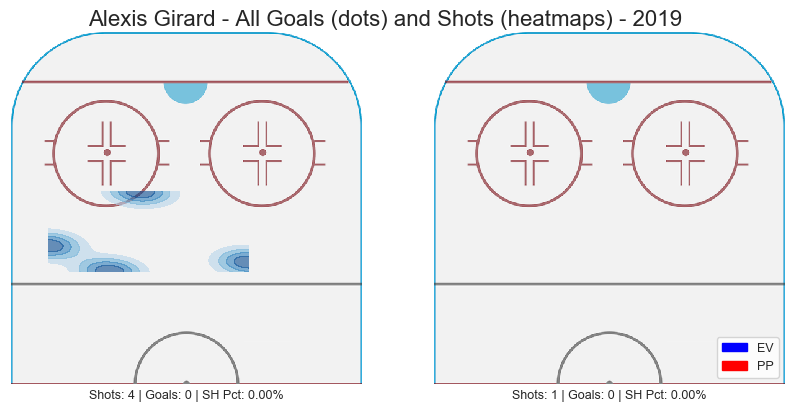 Alexis Girard - All Goals (dots) and Shots (heatmaps) - 2019
EV
PP
Shots: 4 | Goals: 0 | SH Pct: 0.00%
Shots: 1 | Goals: 0 | SH Pct: 0.00%